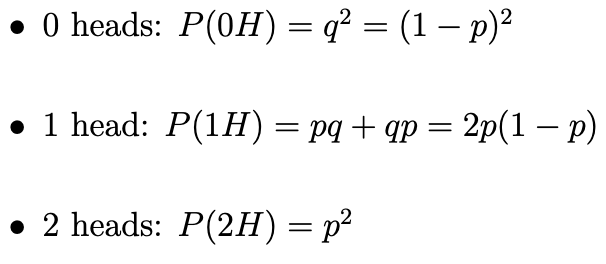 • 0 heads: P(0H) = q² = (1 − p)²
• 1 head: P(1H) = pq + qp = 2p(1 − p)
• 2 heads: P(2H) = p²